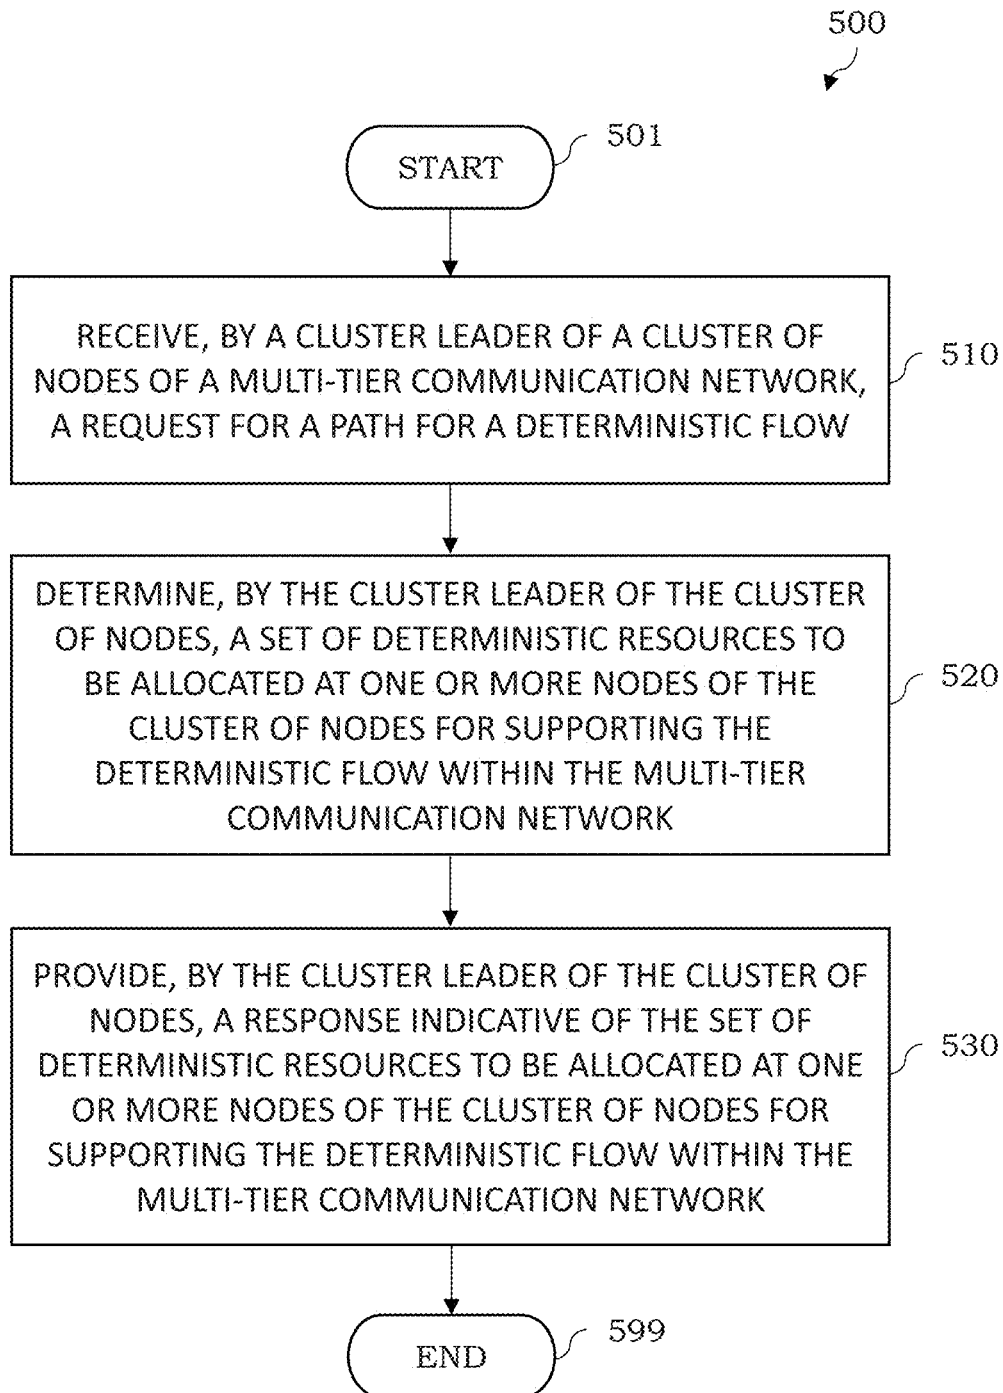 500
START
501
RECEIVE, BY A CLUSTER LEADER OF A CLUSTER OF
NODES OF A MULTI-TIER COMMUNICATION NETWORK,
A REQUEST FOR A PATH FOR A DETERMINISTIC FLOW
510
DETERMINE, BY THE CLUSTER LEADER OF THE CLUSTER
OF NODES, A SET OF DETERMINISTIC RESOURCES TO
BE ALLOCATED AT ONE OR MORE NODES OF THE
CLUSTER OF NODES FOR SUPPORTING THE
DETERMINISTIC FLOW WITHIN THE MULTI-TIER
COMMUNICATION NETWORK
520
PROVIDE, BY THE CLUSTER LEADER OF THE CLUSTER OF
NODES, A RESPONSE INDICATIVE OF THE SET OF
DETERMINISTIC RESOURCES TO BE ALLOCATED AT ONE
OR MORE NODES OF THE CLUSTER OF NODES FOR
SUPPORTING THE DETERMINISTIC FLOW WITHIN THE
MULTI-TIER COMMUNICATION NETWORK
530
END
599